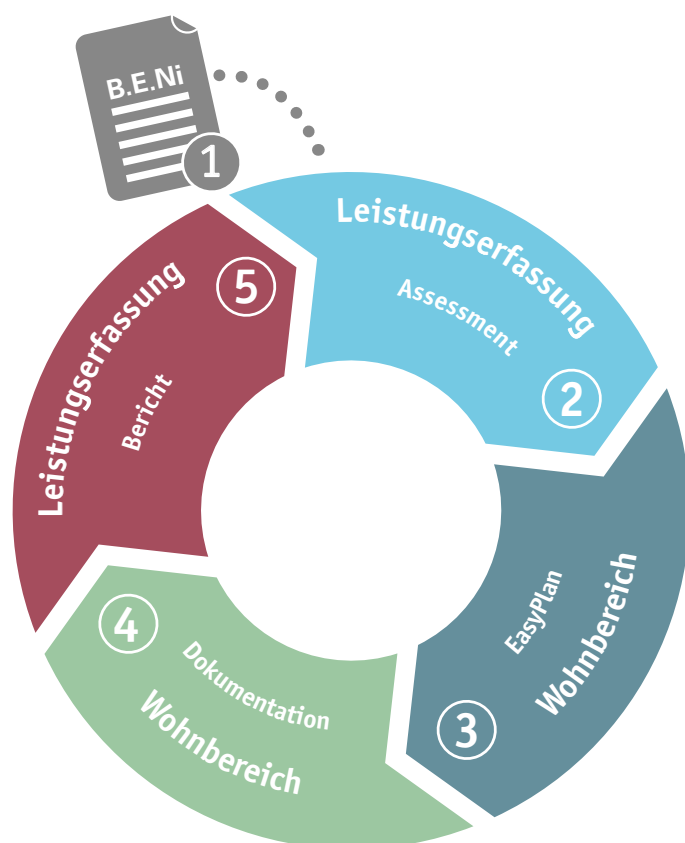 B.E.Ni
1
Leistungserfassung
Assessment
2
Wohnbereich
EasyPlan
3
4
Dokumentation
Wohnbereich
5
Leistungserfassung
Bericht